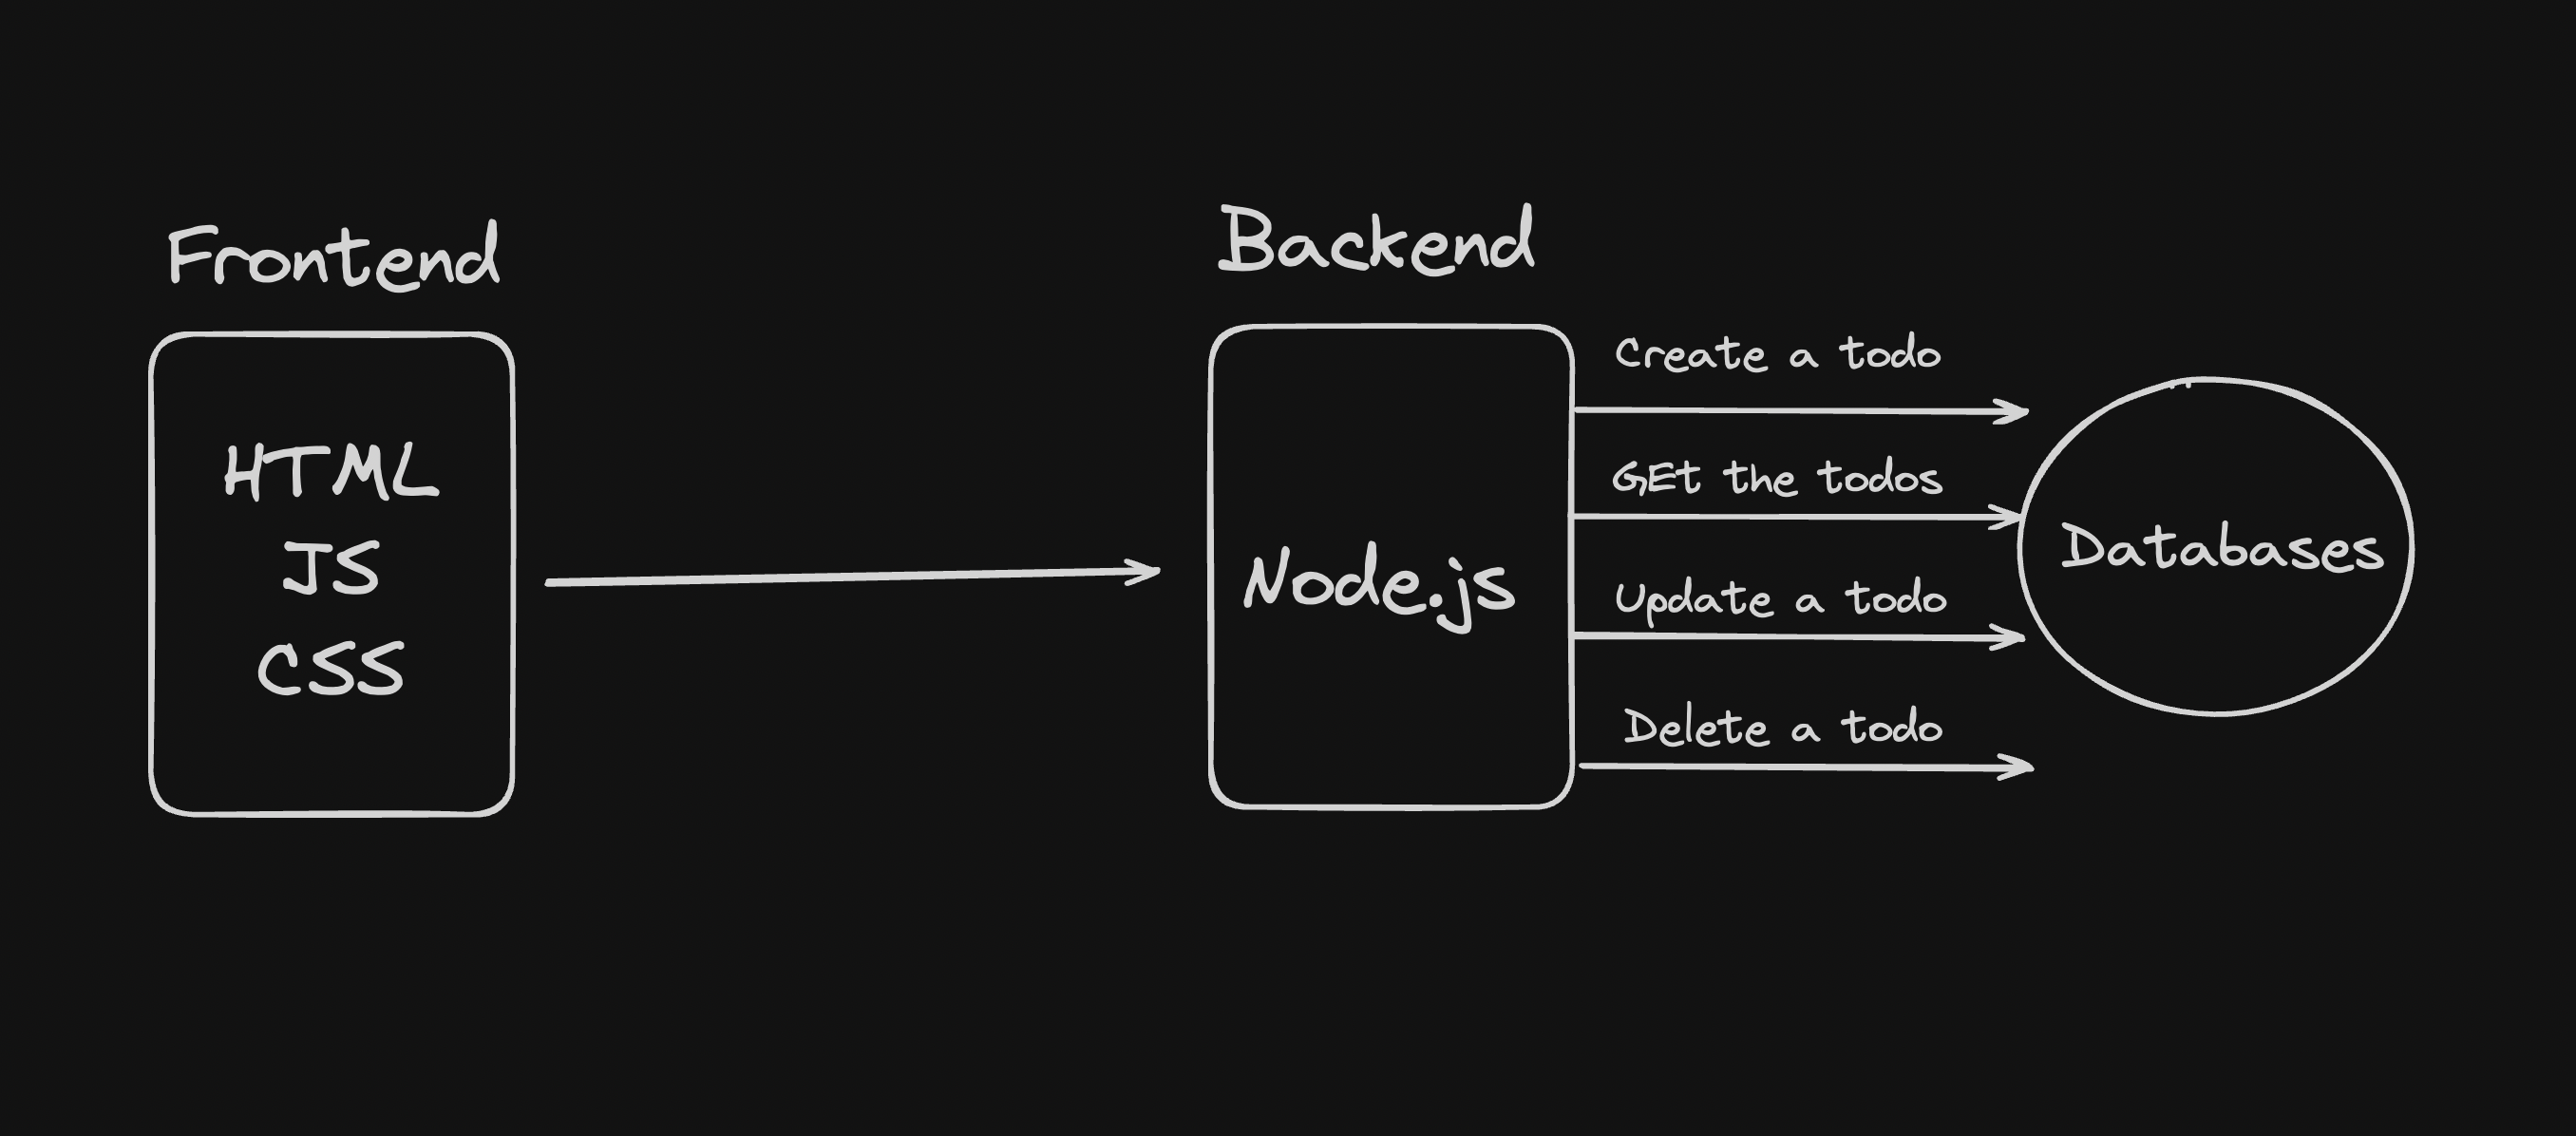 Frontend
HTML
JS
CSS
Backend
Node.js
Create a todo
GEt the todos
Update a todo
Delete a todo
Databases